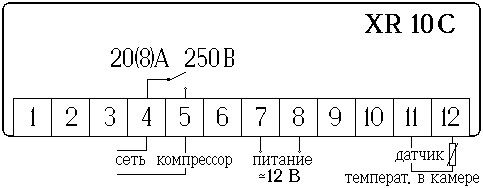 XR 10C
20(8)A 250В
1 2 3 4 5 6 7 8 9 10 11 12
сеть компрессор питание датчик
≃12 В температ. в камере